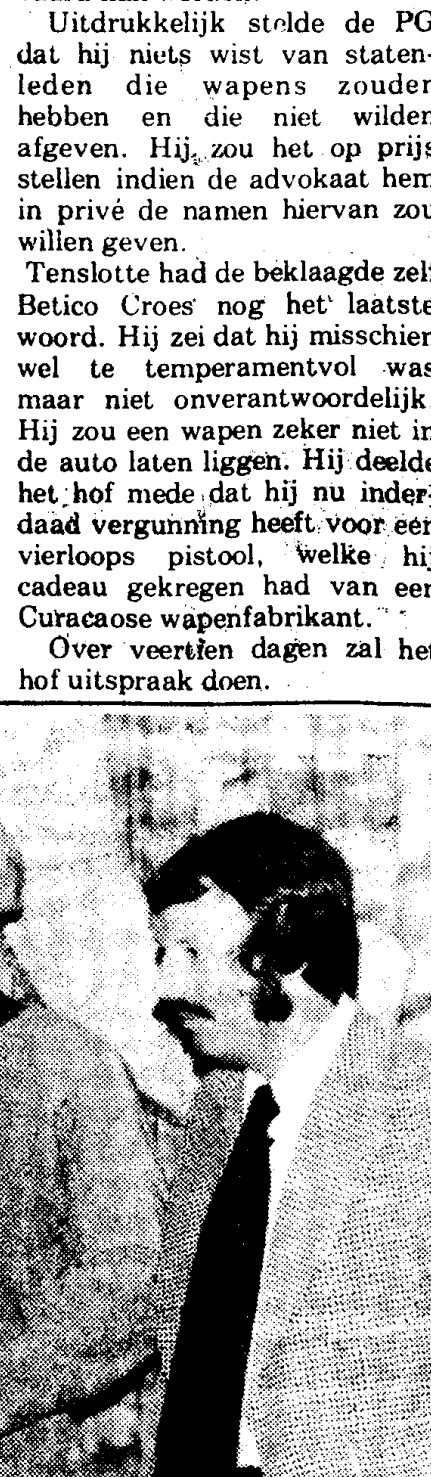 Uitdrukkelijk stelde de PG
dat hij niets wist van staten-
leden die wapens zouden
hebben en die niet wilden
afgeven. Hij zou het op prijs
stellen indien de advokaat hem
in privé de namen hiervan zou
willen geven.
Tenslotte had de beklaagde zelf
Betico Croes nog het laatste
woord. Hij zei dat hij misschien
wel te temperamentvol was
maar niet onverantwoordelijk.
Hij zou een wapen zeker niet in
de auto laten liggen. Hij deelde
het hof mede dat hij nu inder-
daad vergunning heeft voor een
vierloops pistool, welke hij
cadeau gekregen had van een
Curacaose wapenfabrikant.
Over veertien dagen zal het
hof uitspraak doen.